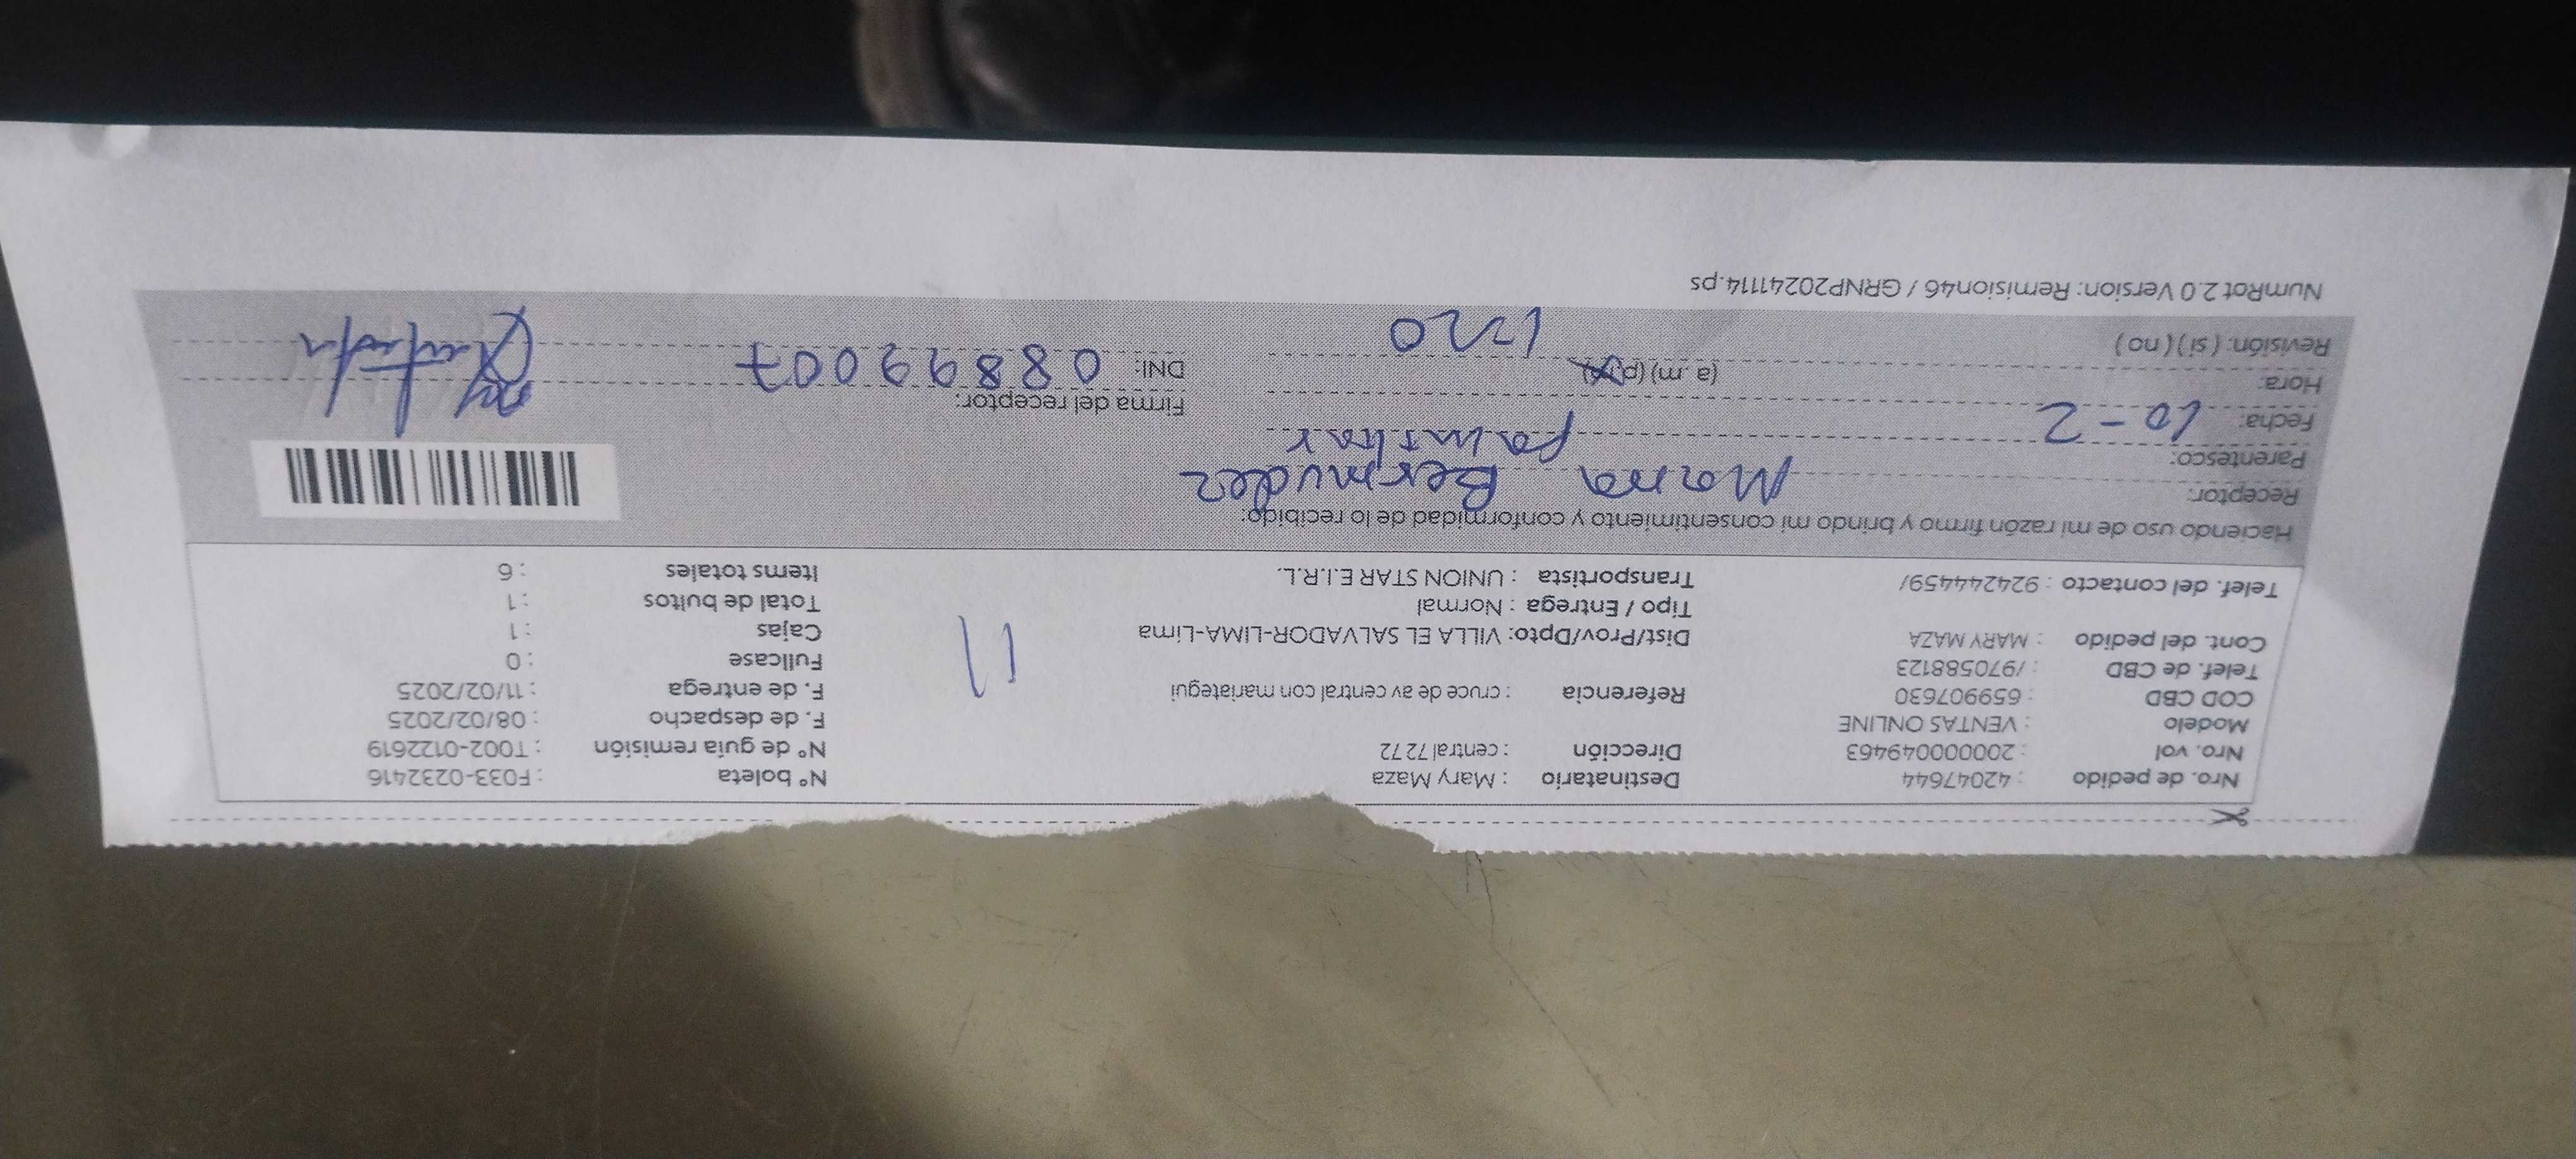 Nro. de pedido : 42047644
Nro. vol : 200000049463
Modelo : VENTAS ONLINE
COD CBD : 659907630
Telef. de CBD : /970588123
Cont. del pedido : MARY MAZA
Telef. del contacto : 924244459/
Destinatario : Mary Maza
Dirección : central 7272
Referencia : cruce de av central con mariategui
Dist/Prov/Dpto: VILLA EL SALVADOR-LIMA-Lima
Tipo / Entrega : Normal
Transportista : UNION STAR E.I.R.L.
11
N° boleta : F033-0232416
N° de guía remisión : T002-0122619
F. de despacho : 08/02/2025
F. de entrega : 11/02/2025
Fullcase : 0
Cajas : 1
Total de bultos : 1
Items totales : 6
Haciendo uso de mi razón firmo y brindo mi consentimiento y conformidad de lo recibido:
Receptor: Maria Bermudez
Parentesco: familiar
Fecha: 10-2
Hora: (a.m) (p.m) 1220
Revisión: (si) (no)
Firma del receptor:
DNI: 08899007
NumRot 2.0 Version: Remision46 / GRNP20241114.ps